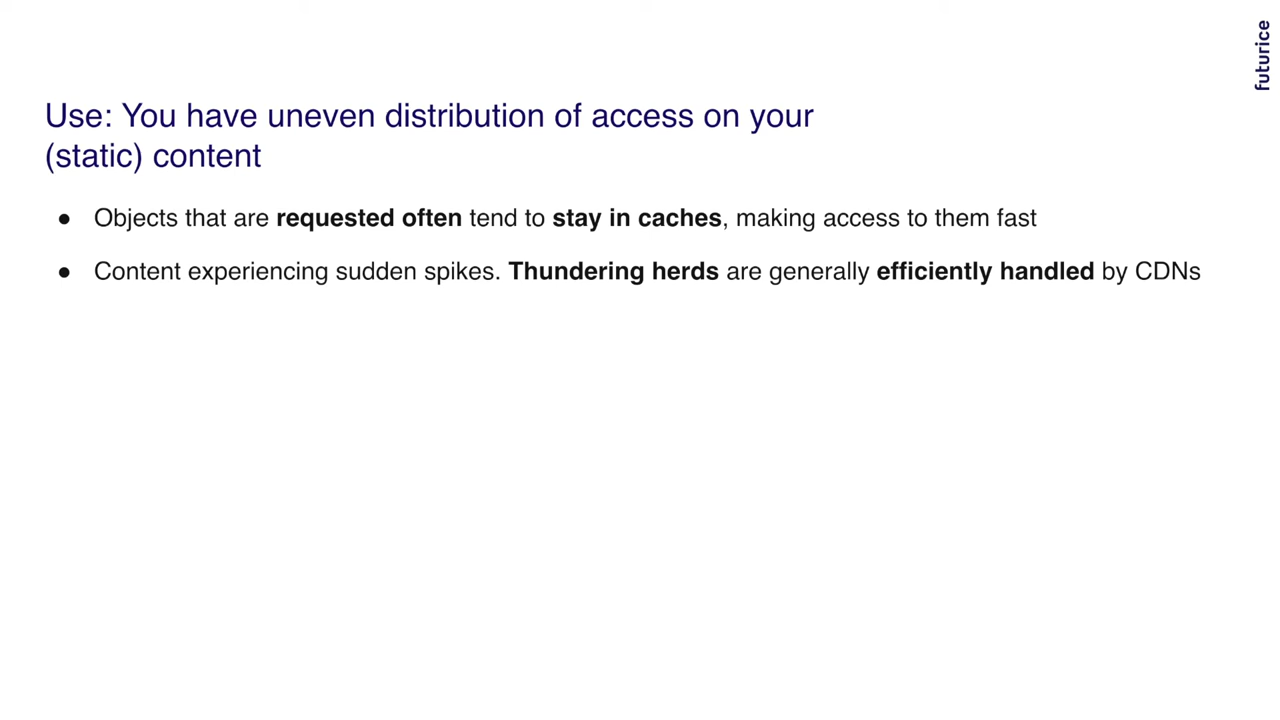 futurice
Use: You have uneven distribution of access on your
(static) content
● Objects that are requested often tend to stay in caches, making access to them fast
● Content experiencing sudden spikes. Thundering herds are generally efficiently handled by CDNs